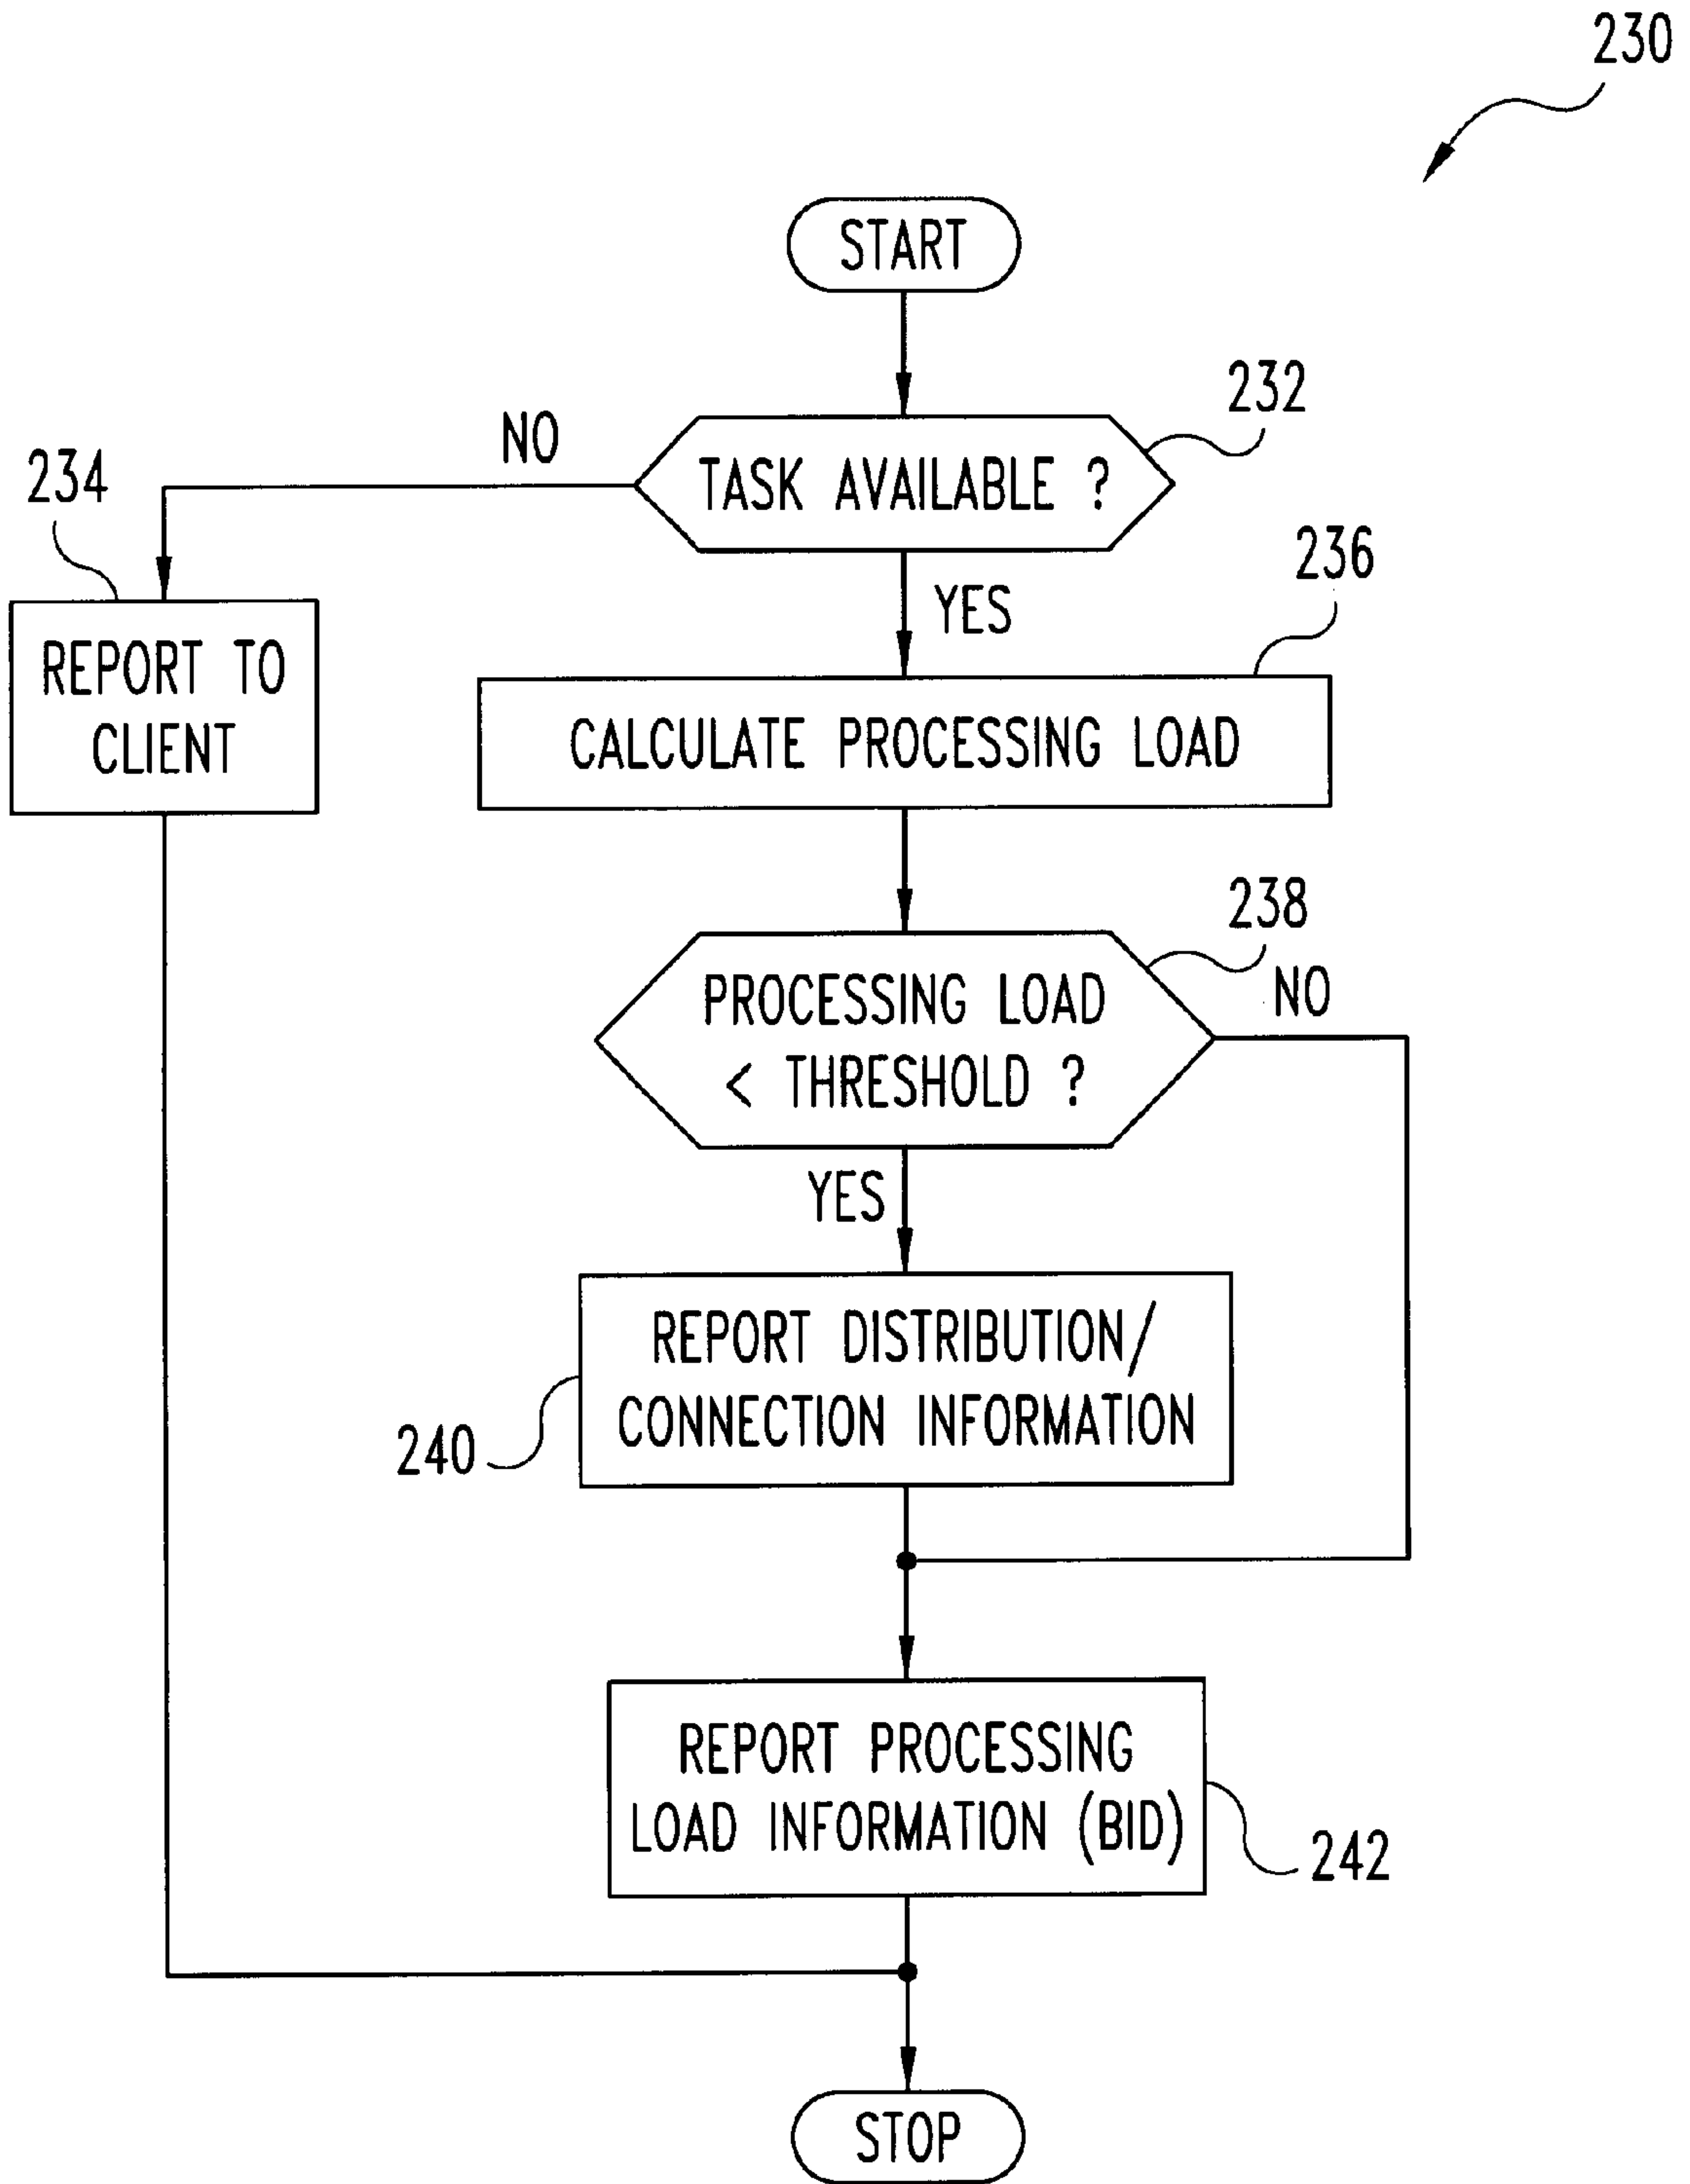 230
START
232
NO
TASK AVAILABLE ?
234
236
YES
REPORT TO
CLIENT
CALCULATE PROCESSING LOAD
238
NO
PROCESSING LOAD
< THRESHOLD ?
YES
REPORT DISTRIBUTION/
CONNECTION INFORMATION
240
REPORT PROCESSING
LOAD INFORMATION (BID)
242
STOP